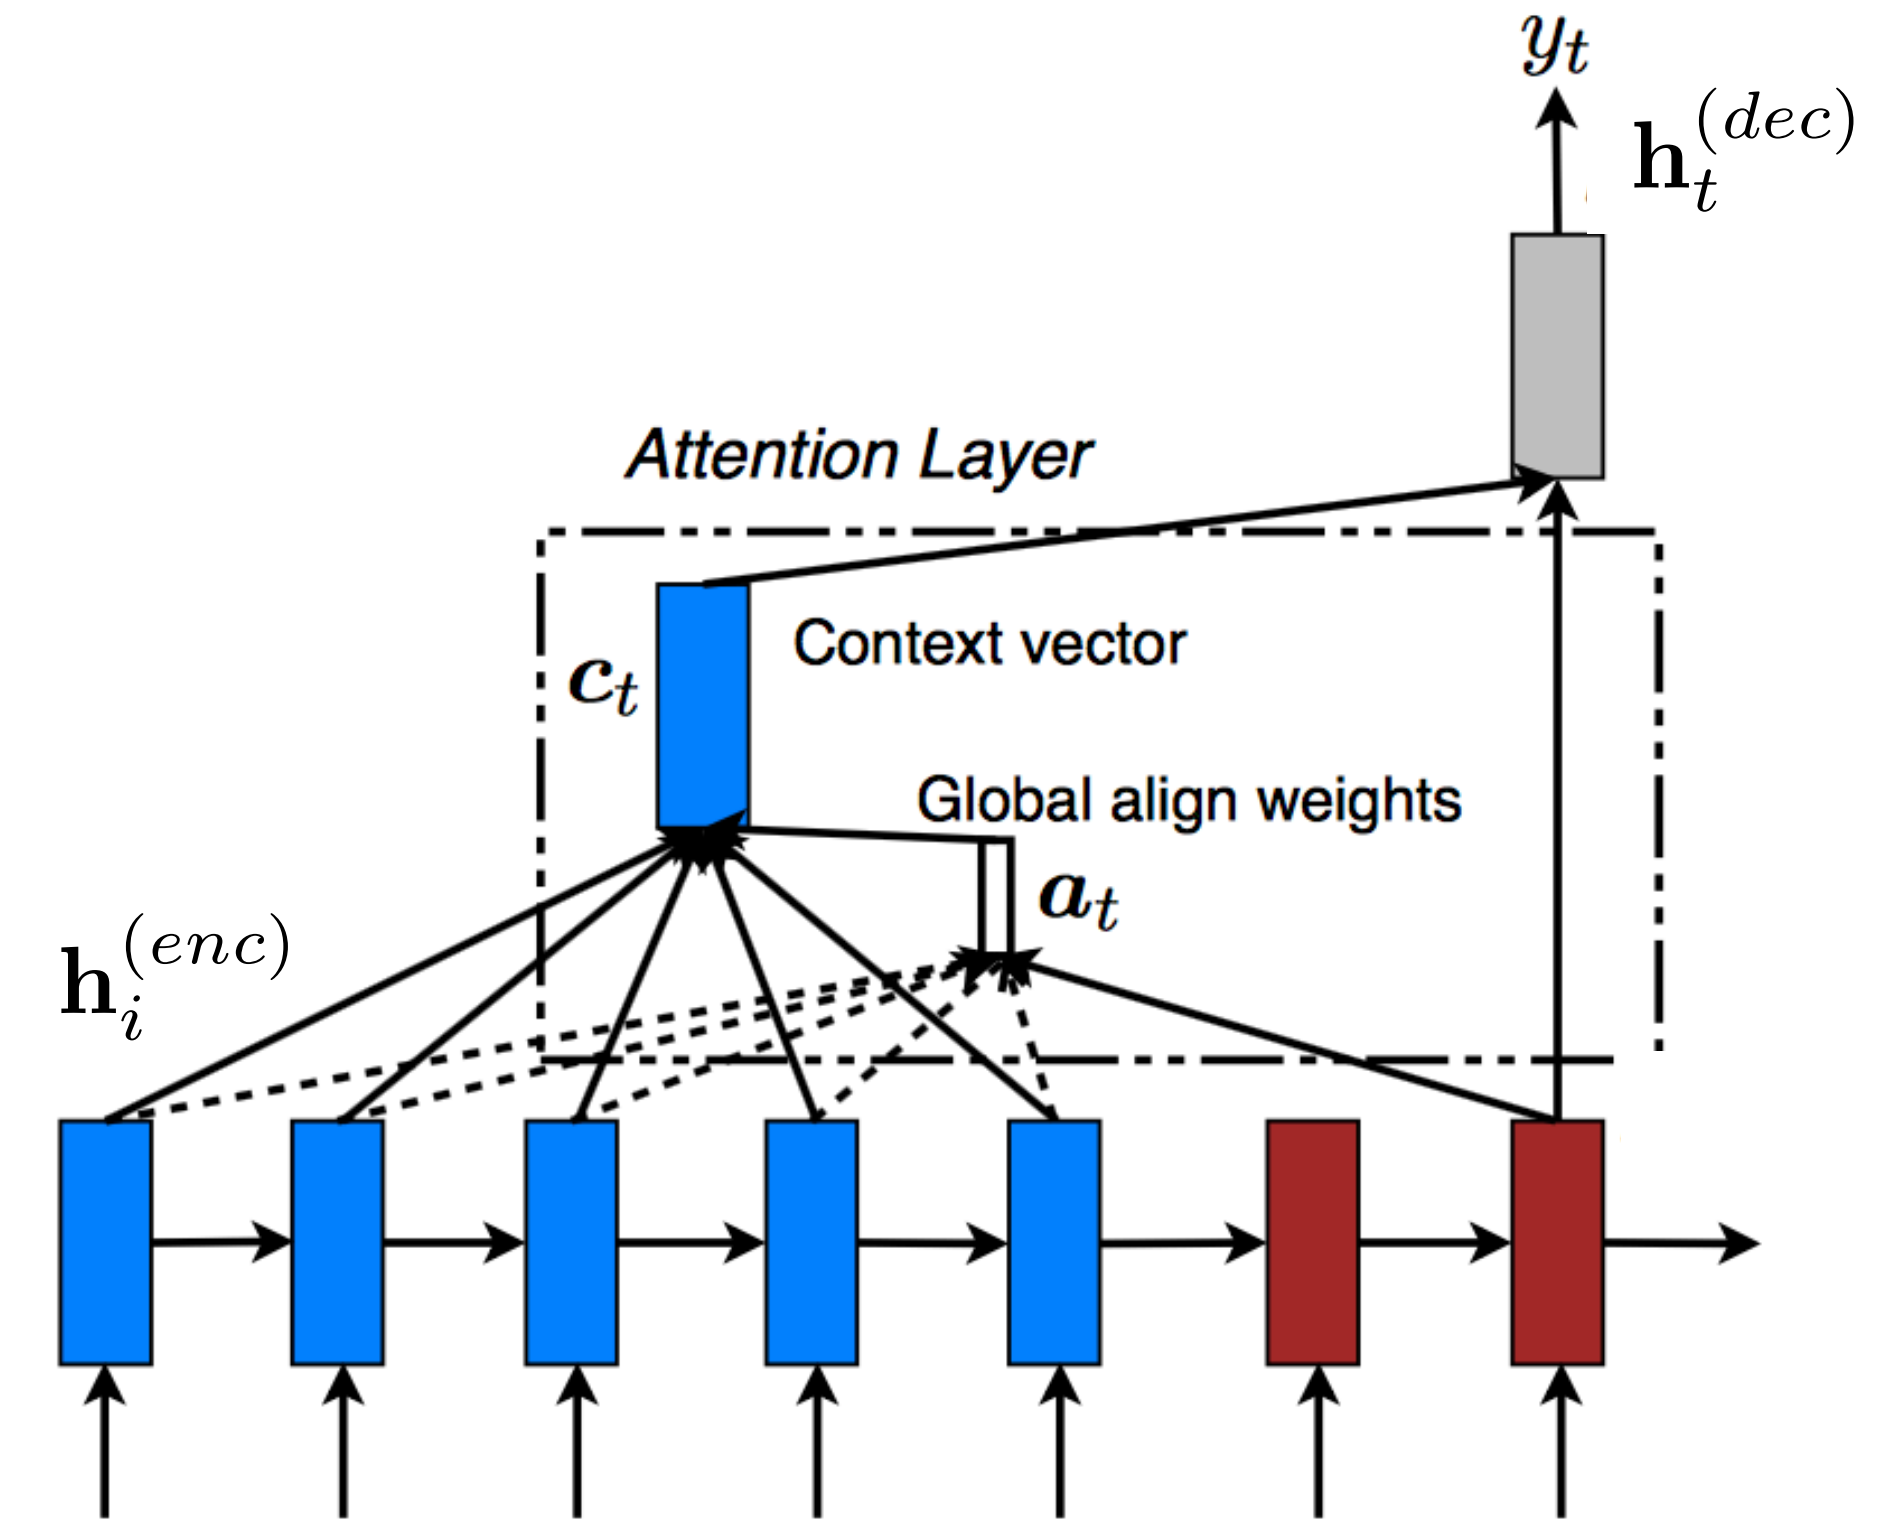 y_t
h_t^{(dec)}
Attention Layer
Context vector
c_t
Global align weights
a_t
h_i^{(enc)}